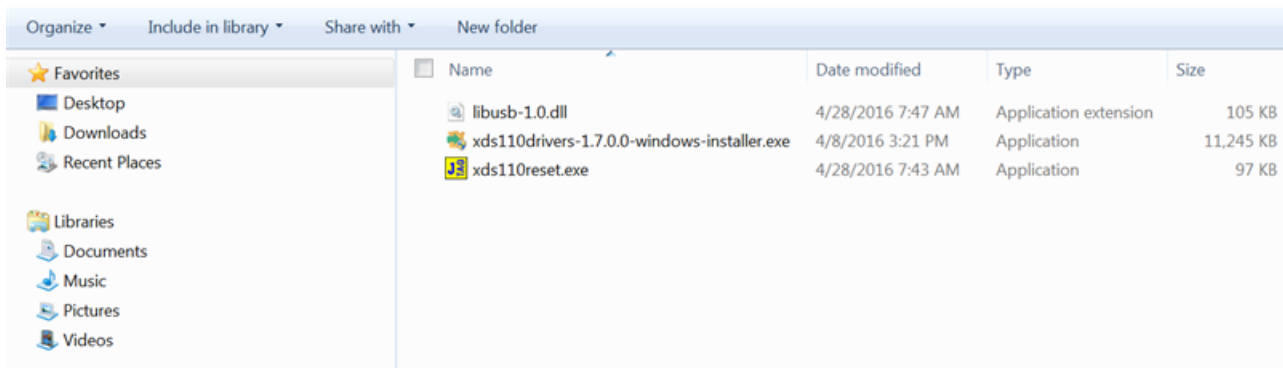 Organize Include in library Share with New folder
Favorites
Desktop
Downloads
Recent Places
Libraries
Documents
Music
Pictures
Videos
Name Date modified Type Size
libusb-1.0.dll 4/28/2016 7:47 AM Application extension 105 KB
xds110drivers-1.7.0.0-windows-installer.exe 4/8/2016 3:21 PM Application 11,245 KB
xds110reset.exe 4/28/2016 7:43 AM Application 97 KB